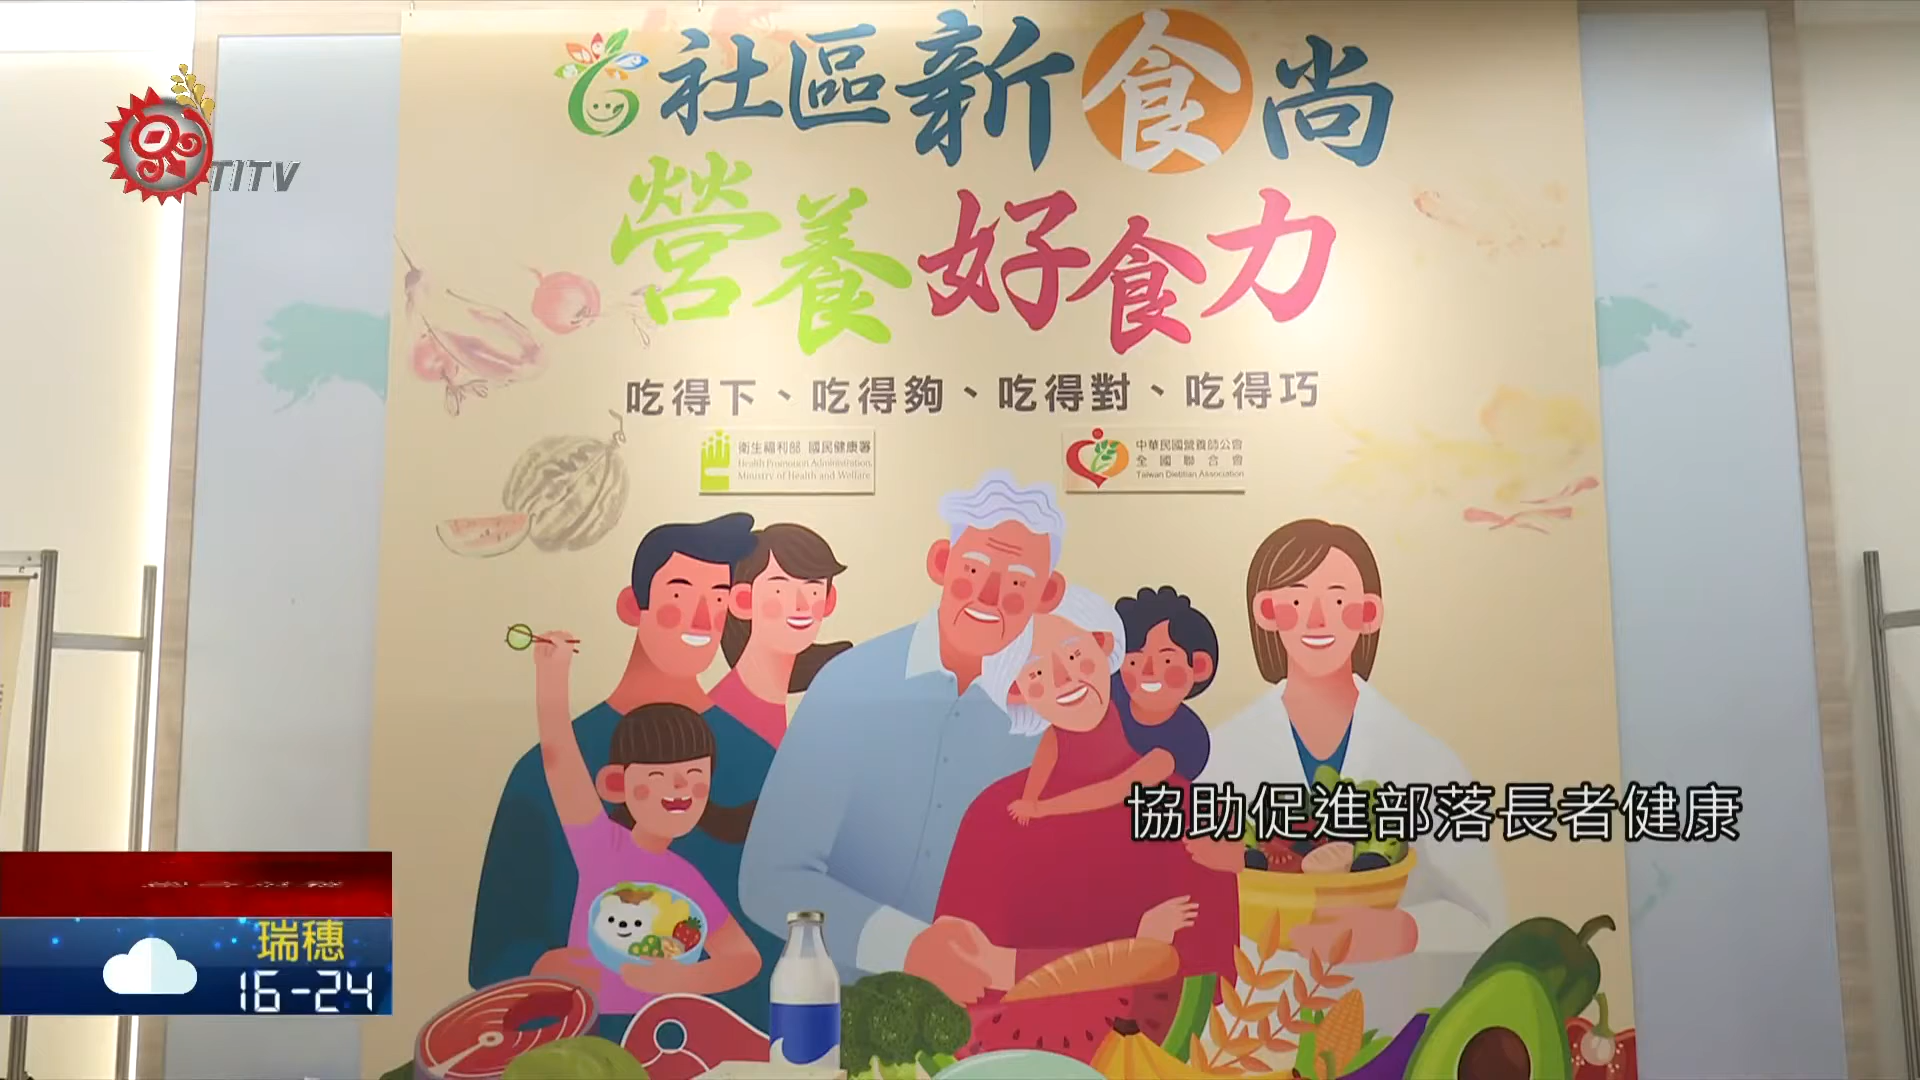 TITV
社區新食尚
營養好食力
吃得下、吃得夠、吃得對、吃得巧
衛生福利部 國民健康署
Health Promotion Administration,
Ministry of Health and Welfare
中華民國營養師公會
全國聯合會
Taiwan Dietitian Association
協助促進部落長者健康
瑞穗
16-24